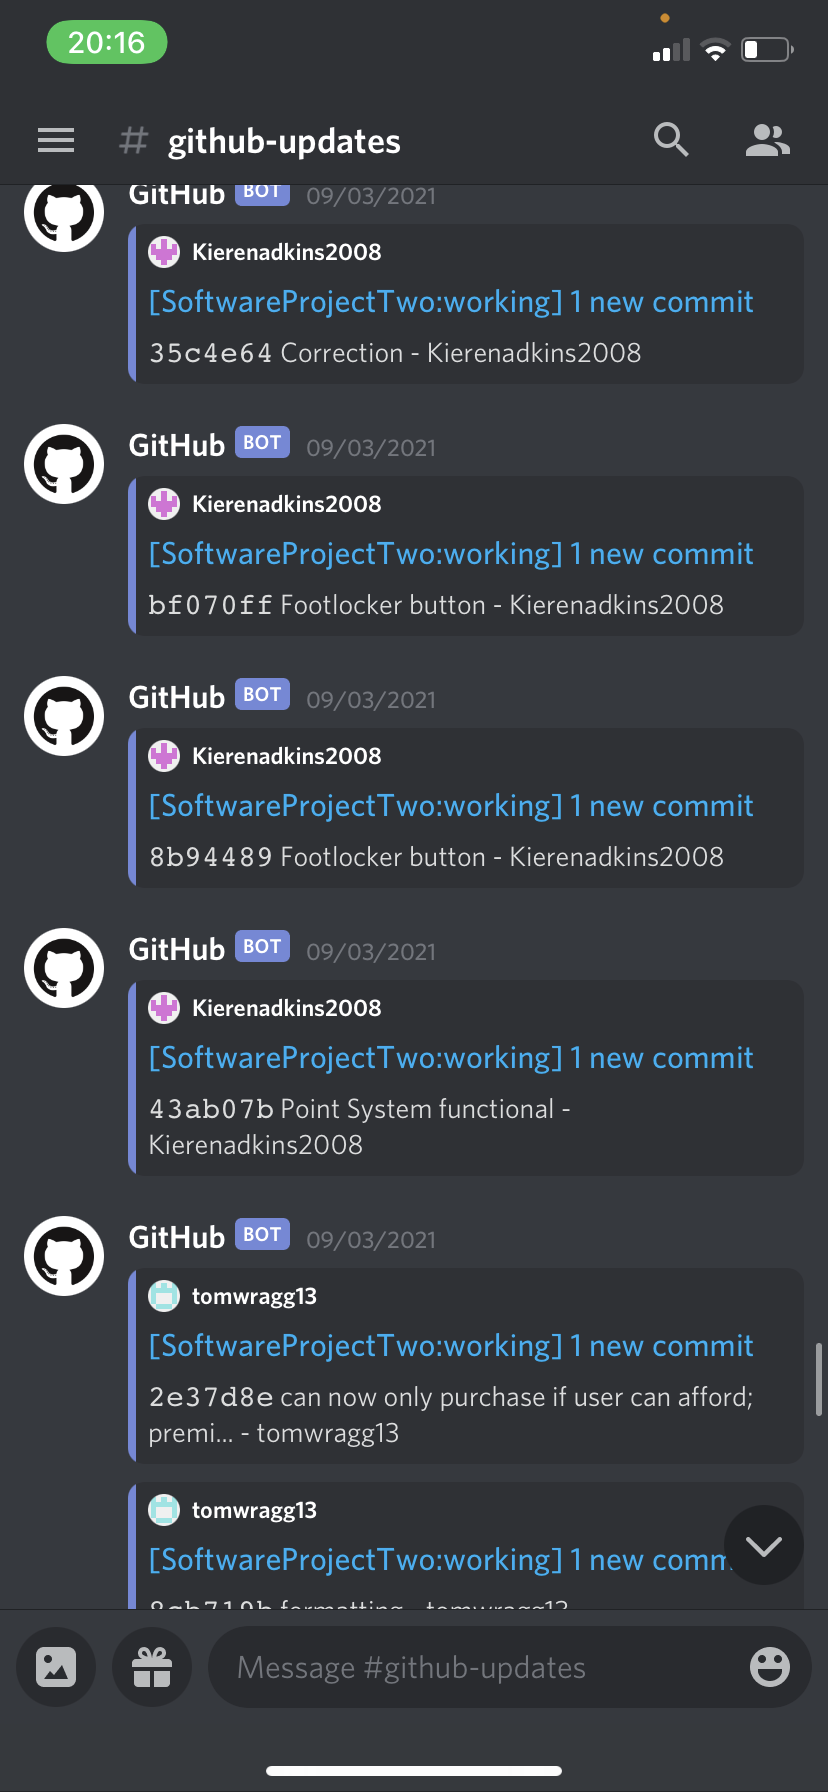 20:16
# github-updates
GitHub BOT 09/03/2021
Kierenadkins2008
[SoftwareProjectTwo:working] 1 new commit
35c4e64 Correction - Kierenadkins2008
GitHub BOT 09/03/2021
Kierenadkins2008
[SoftwareProjectTwo:working] 1 new commit
bf070ff Footlocker button - Kierenadkins2008
GitHub BOT 09/03/2021
Kierenadkins2008
[SoftwareProjectTwo:working] 1 new commit
8b94489 Footlocker button - Kierenadkins2008
GitHub BOT 09/03/2021
Kierenadkins2008
[SoftwareProjectTwo:working] 1 new commit
43ab07b Point System functional -
Kierenadkins2008
GitHub BOT 09/03/2021
tomwragg13
[SoftwareProjectTwo:working] 1 new commit
2e37d8e can now only purchase if user can afford;
premi... - tomwragg13
tomwragg13
[SoftwareProjectTwo:working] 1 new comm
formatting - tomwragg13
Message #github-updates